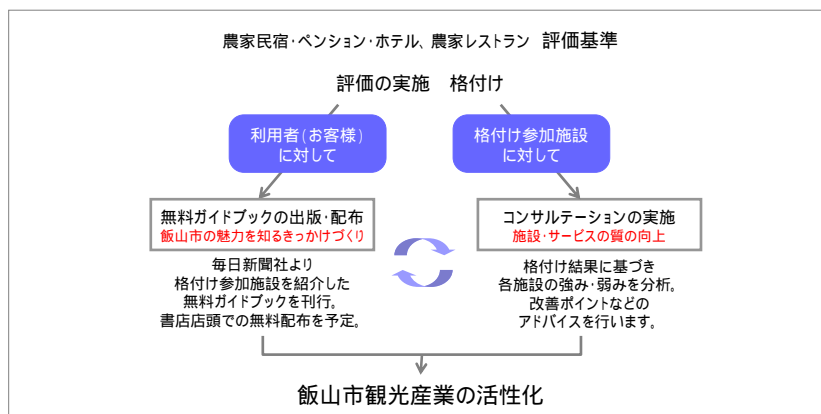 農家民宿・ペンション・ホテル、農家レストラン 評価基準
評価の実施 格付け
利用者(お客様)
に対して
格付け参加施設
に対して
無料ガイドブックの出版・配布
飯山市の魅力を知るきっかけづくり
コンサルテーションの実施
施設・サービスの質の向上
毎日新聞社より
格付け参加施設を紹介した
無料ガイドブックを刊行。
書店店頭での無料配布を予定。
格付け結果に基づき
各施設の強み・弱みを分析。
改善ポイントなどの
アドバイスを行います。
飯山市観光産業の活性化